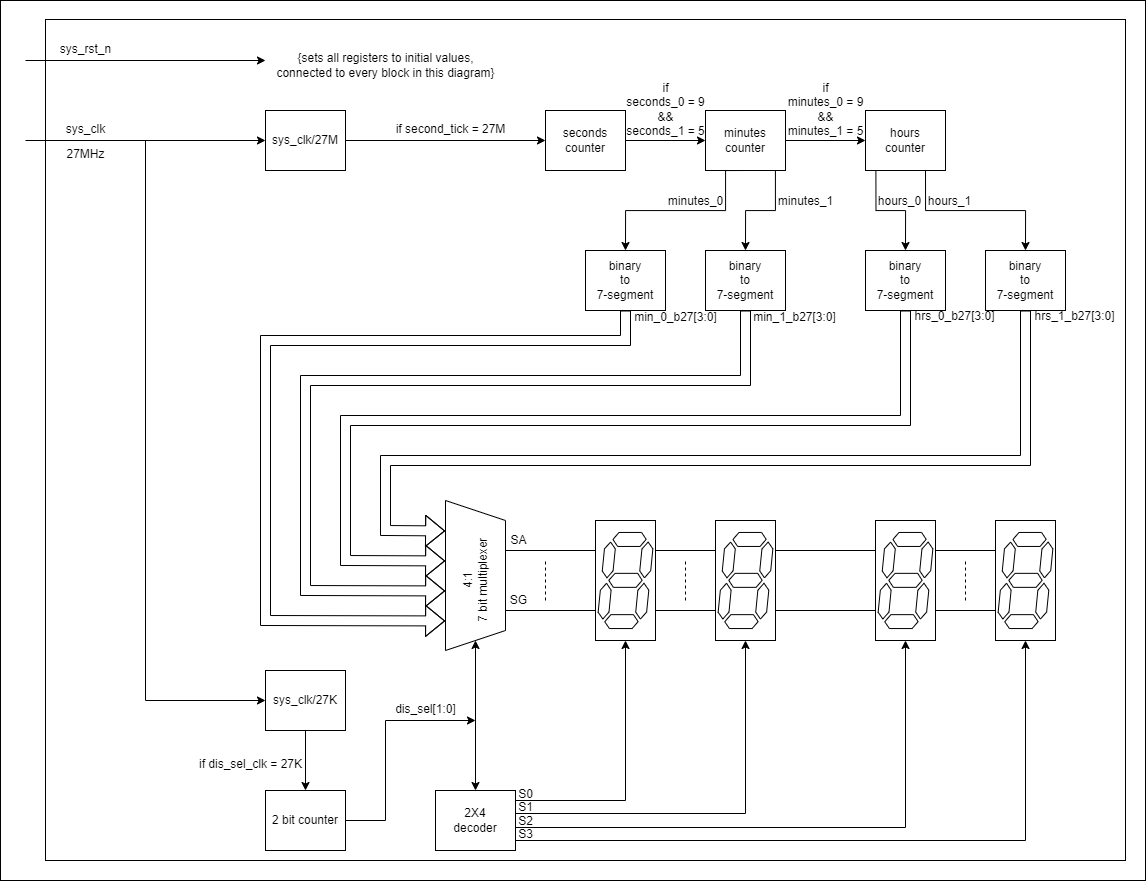 sys_rst_n
{sets all registers to initial values,
connected to every block in this diagram}
sys_clk
27MHz
sys_clk/27M
if second_tick = 27M
seconds
counter
if
seconds_0 = 9
&&
seconds_1 = 5
minutes
counter
if
minutes_0 = 9
&&
minutes_1 = 5
hours
counter
minutes_0
minutes_1
hours_0
hours_1
binary
to
7-segment
binary
to
7-segment
binary
to
7-segment
binary
to
7-segment
min_0_b27[3:0]
min_1_b27[3:0]
hrs_0_b27[3:0]
hrs_1_b27[3:0]
4:1
7 bit multiplexer
SA
SG
sys_clk/27K
if dis_sel_clk = 27K
2 bit counter
dis_sel[1:0]
2X4
decoder
S0
S1
S2
S3